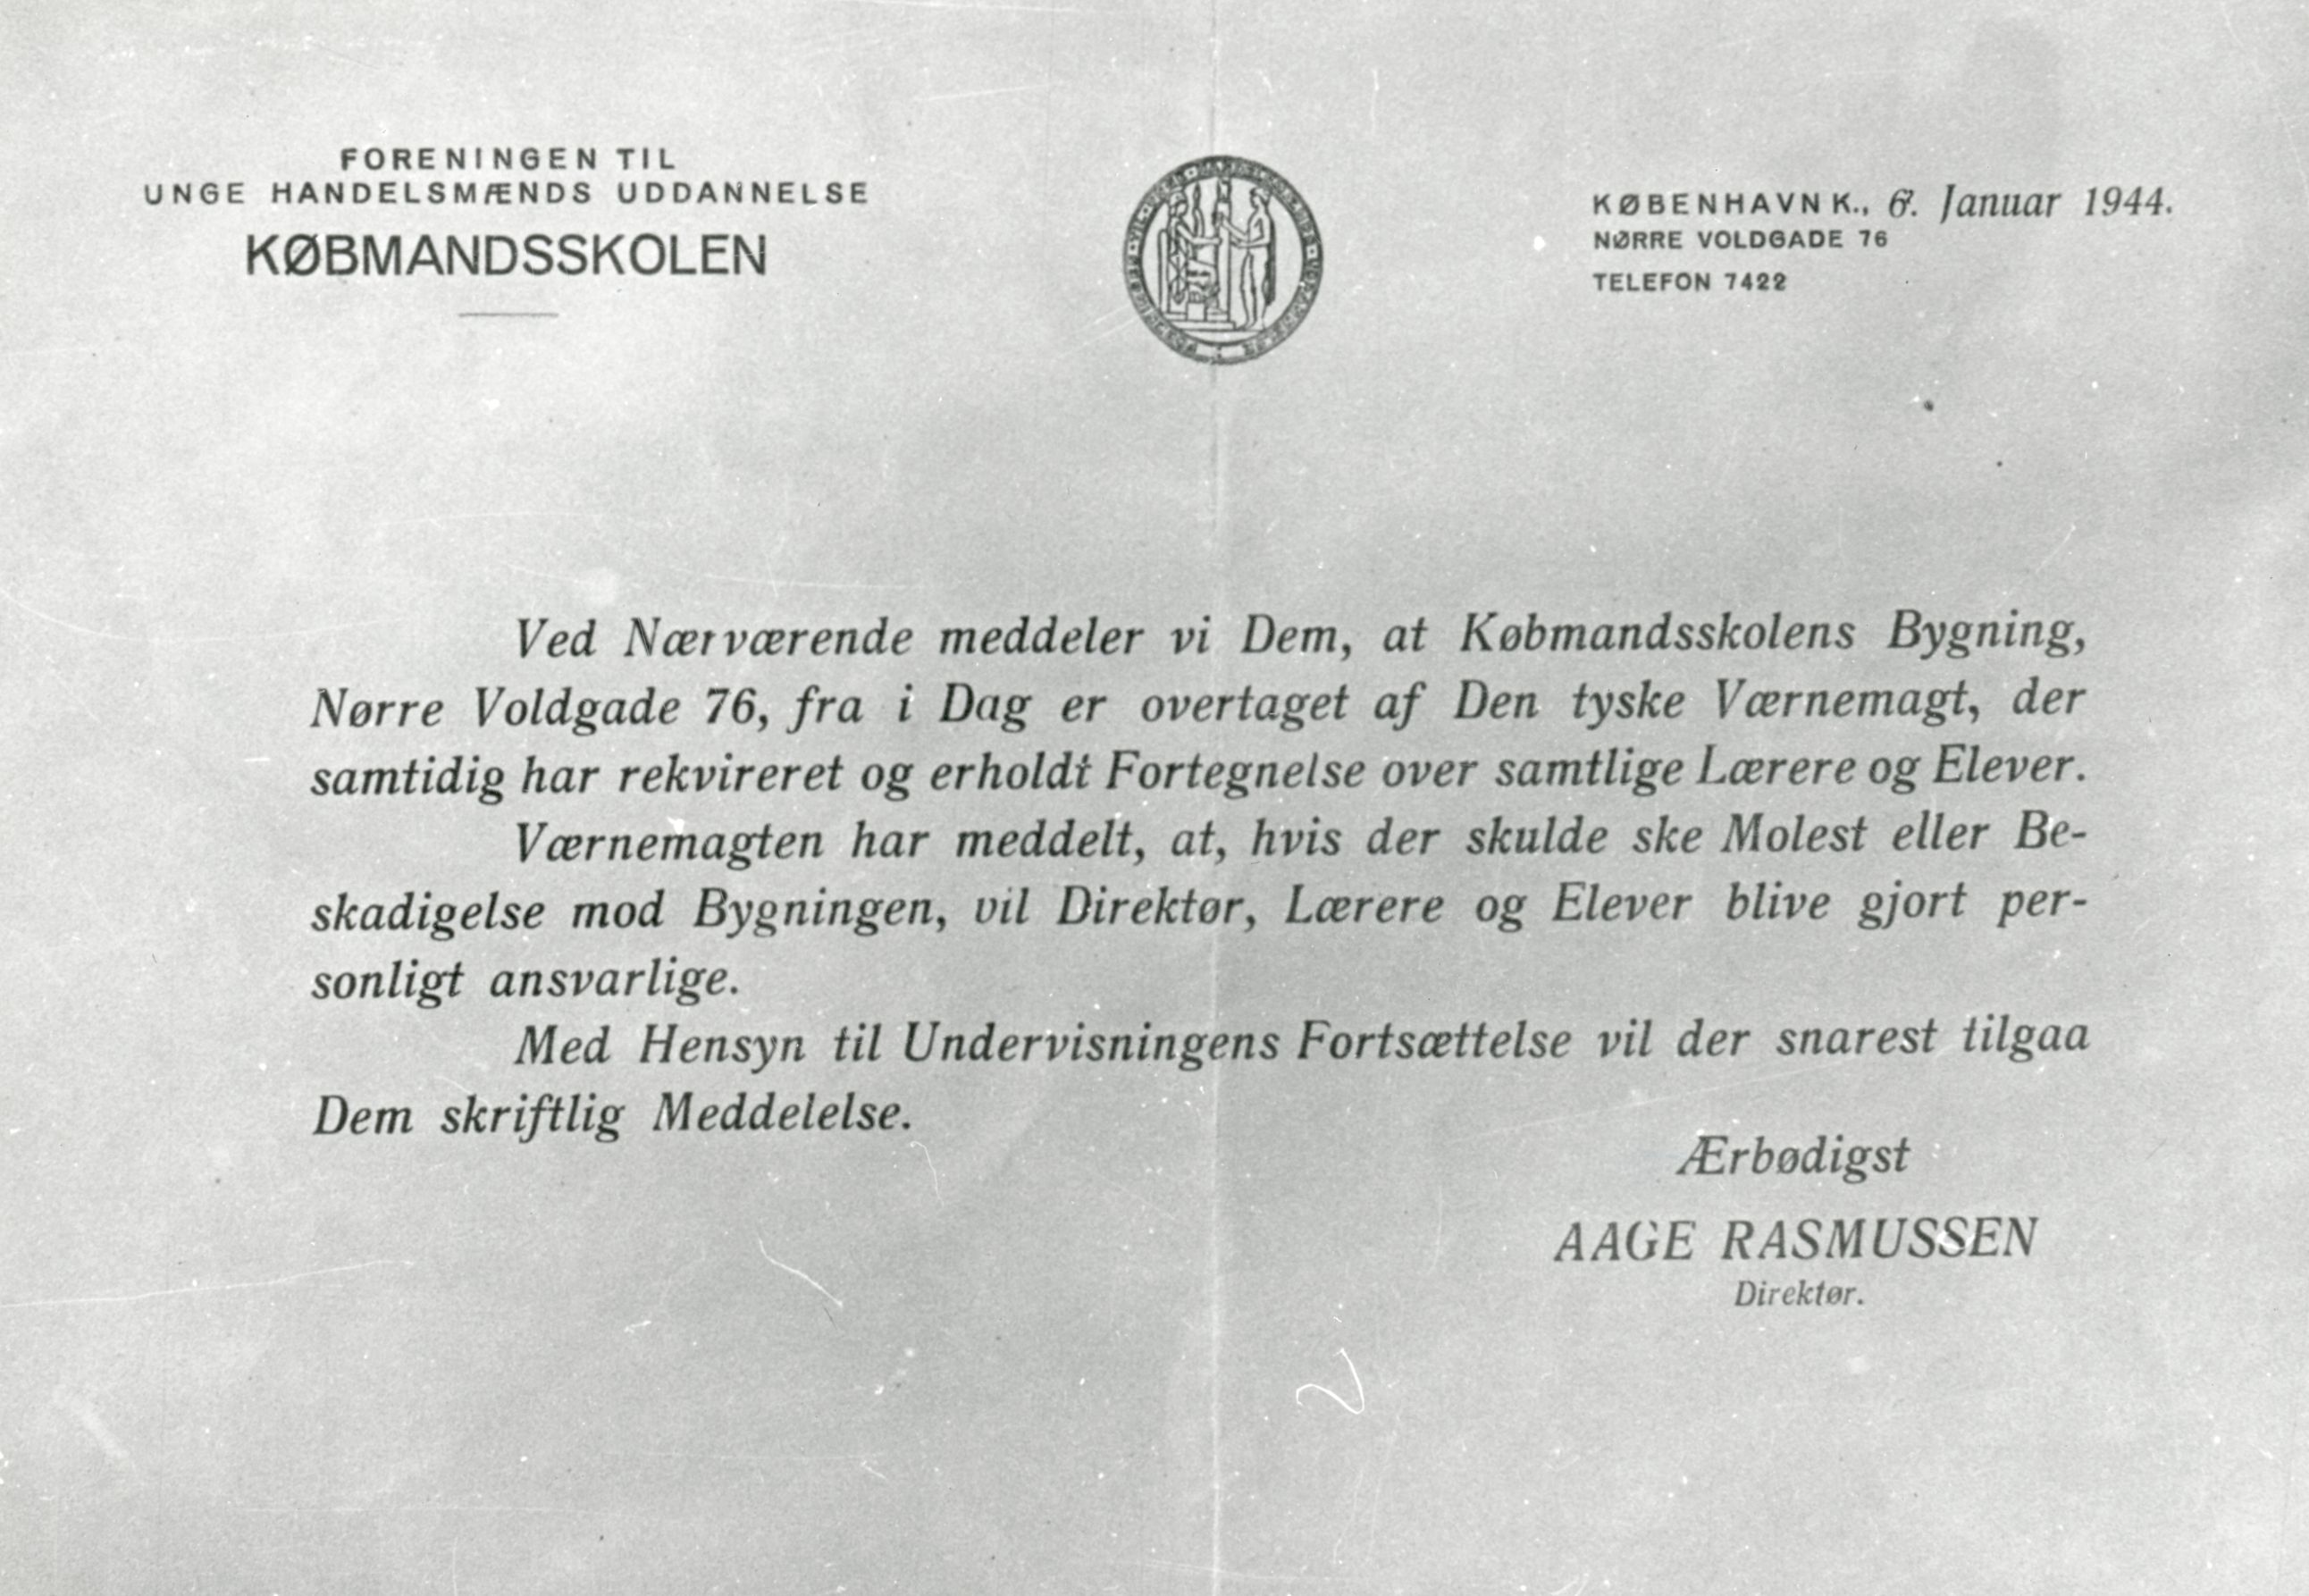 FORENINGEN TIL
UNGE HANDELSMÆNDS UDDANNELSE
KØBMANDSSKOLEN
KØBENHAVN K., 6. Januar 1944.
NØRRE VOLDGADE 76
TELEFON 7422
Ved Nærværende meddeler vi Dem, at Købmandsskolens Bygning,
Nørre Voldgade 76, fra i Dag er overtaget af Den tyske Værnemagt, der
samtidig har rekvireret og erholdt Fortegnelse over samtlige Lærere og Elever.
Værnemagten har meddelt, at, hvis der skulde ske Molest eller Be-
skadigelse mod Bygningen, vil Direktør, Lærere og Elever blive gjort per-
sonligt ansvarlige.
Med Hensyn til Undervisningens Fortsættelse vil der snarest tilgaa
Dem skriftlig Meddelelse.
Ærbødigst
AAGE RASMUSSEN
Direktør.